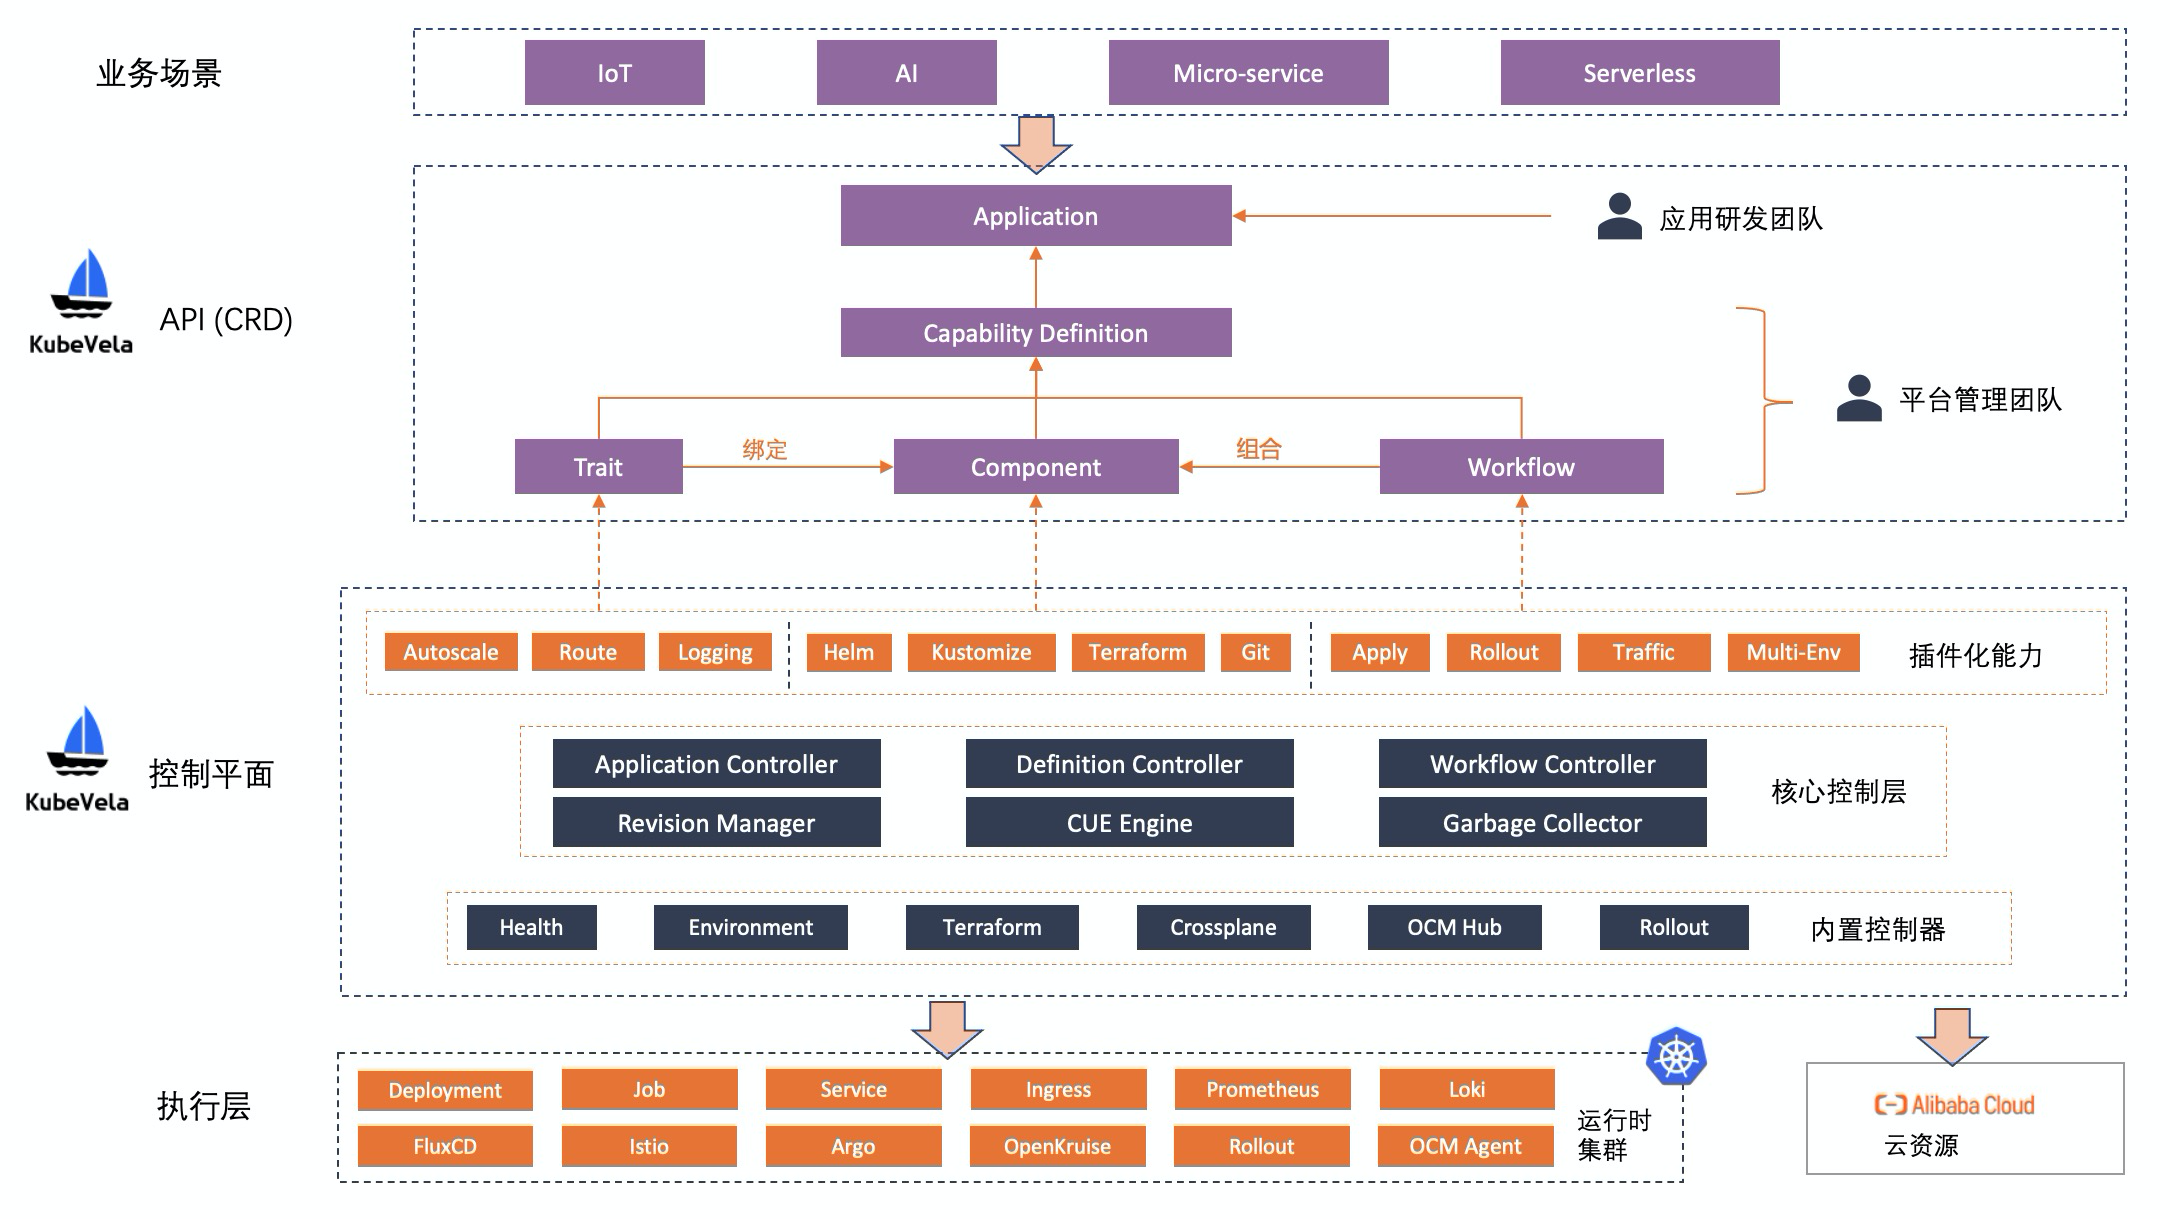 业务场景
IoT
AI
Micro-service
Serverless
Application
应用研发团队
KubeVela
API (CRD)
Capability Definition
平台管理团队
Trait
绑定
Component
组合
Workflow
Autoscale
Route
Logging
Helm
Kustomize
Terraform
Git
Apply
Rollout
Traffic
Multi-Env
插件化能力
KubeVela
控制平面
Application Controller
Definition Controller
Workflow Controller
核心控制层
Revision Manager
CUE Engine
Garbage Collector
Health
Environment
Terraform
Crossplane
OCM Hub
Rollout
内置控制器
执行层
Deployment
Job
Service
Ingress
Prometheus
Loki
FluxCD
Istio
Argo
OpenKruise
Rollout
OCM Agent
运行时
集群
Alibaba Cloud
云资源